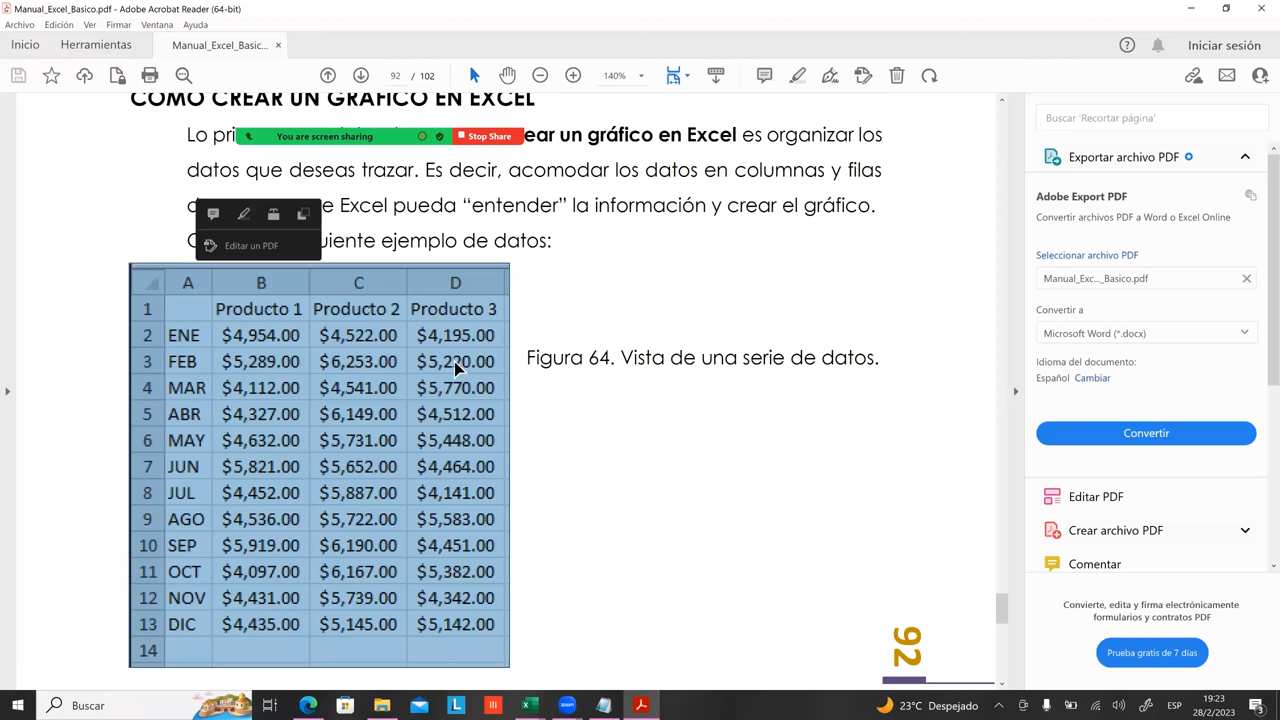 Manual_Excel_Basico.pdf - Adobe Acrobat Reader (64-bit)
Archivo Edición Ver Firmar Ventana Ayuda
Inicio Herramientas Manual_Excel_Basic... × Iniciar sesión
92 / 102 140%
COMO CREAR UN GRÁFICO EN EXCEL
You are screen sharing Stop Share
Lo pri ear un gráfico en Excel es organizar los
datos que deseas trazar. Es decir, acomodar los datos en columnas y filas
e Excel pueda “entender” la información y crear el gráfico.
uiente ejemplo de datos:
Editar un PDF
A B C D
1 Producto 1 Producto 2 Producto 3
2 ENE $4,954.00 $4,522.00 $4,195.00
3 FEB $5,289.00 $6,253.00 $5,220.00
4 MAR $4,112.00 $4,541.00 $5,770.00
5 ABR $4,327.00 $6,149.00 $4,512.00
6 MAY $4,632.00 $5,731.00 $5,448.00
7 JUN $5,821.00 $5,652.00 $4,464.00
8 JUL $4,452.00 $5,887.00 $4,141.00
9 AGO $4,536.00 $5,722.00 $5,583.00
10 SEP $5,919.00 $6,190.00 $4,451.00
11 OCT $4,097.00 $6,167.00 $5,382.00
12 NOV $4,431.00 $5,739.00 $4,342.00
13 DIC $4,435.00 $5,145.00 $5,142.00
14
Figura 64. Vista de una serie de datos.
92
Buscar 'Recortar página'
Exportar archivo PDF
Adobe Export PDF
Convertir archivos PDF a Word o Excel Online
Seleccionar archivo PDF
Manual_Exc..._Basico.pdf
Convertir a
Microsoft Word (*.docx)
Idioma del documento:
Español Cambiar
Convertir
Editar PDF
Crear archivo PDF
Comentar
Convierte, edita y firma electrónicamente
formularios y contratos PDF
Prueba gratis de 7 días
Buscar
zoom
23°C Despejado
ESP
19:23
28/2/2023
3